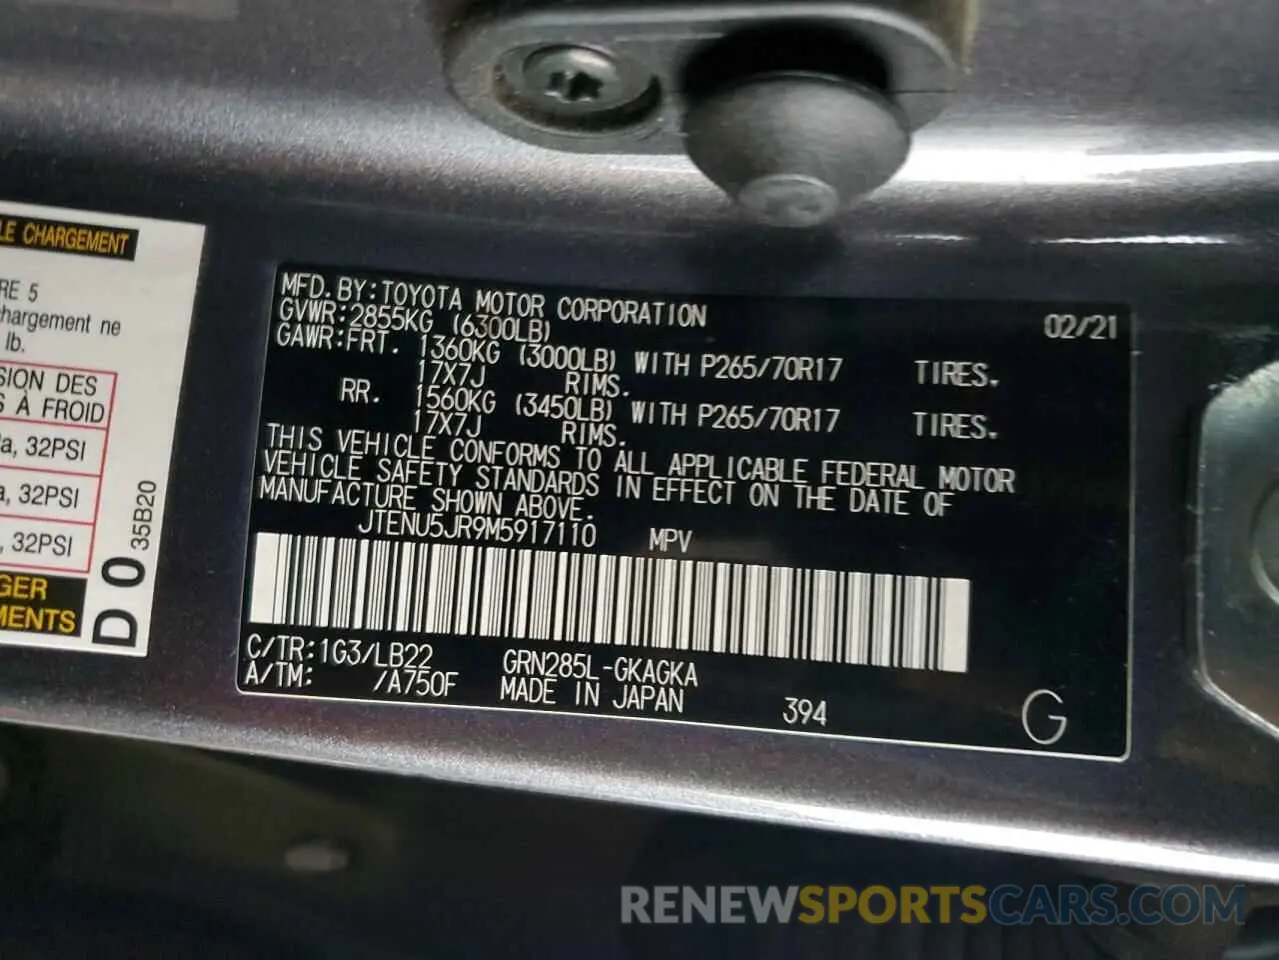 LE CHARGEMENT
RE 5
chargement ne
lb.
SION DES
S À FROID
a, 32PSI
a, 32PSI
, 32PSI
GER
MENTS
D 0 35B20
MFD.BY:TOYOTA MOTOR CORPORATION 02/21
GVWR:2855KG (6300LB)
GAWR:FRT. 1360KG (3000LB) WITH P265/70R17 TIRES.
17X7J RIMS.
RR. 1560KG (3450LB) WITH P265/70R17 TIRES.
17X7J RIMS.
THIS VEHICLE CONFORMS TO ALL APPLICABLE FEDERAL MOTOR
VEHICLE SAFETY STANDARDS IN EFFECT ON THE DATE OF
MANUFACTURE SHOWN ABOVE.
JTENU5JR9M5917110 MPV
C/TR:1G3/LB22 GRN285L-GKAGKA
A/TM: /A750F MADE IN JAPAN 394 G
RENEWSPORTSCARS.COM